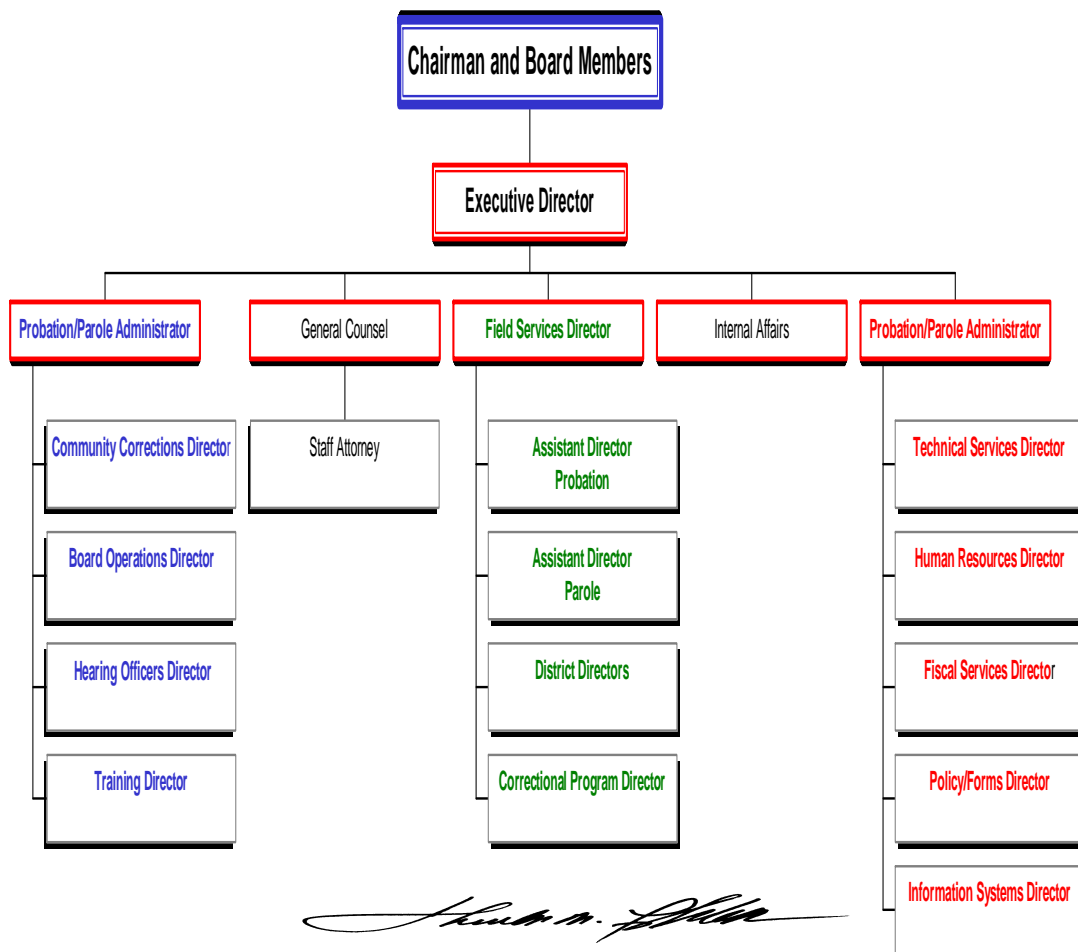 Chairman and Board Members
Executive Director
Probation/Parole Administrator
General Counsel
Field Services Director
Internal Affairs
Probation/Parole Administrator
Community Corrections Director
Staff Attorney
Assistant Director
Probation
Technical Services Director
Board Operations Director
Assistant Director
Parole
Human Resources Director
Hearing Officers Director
District Directors
Fiscal Services Director
Training Director
Correctional Program Director
Policy/Forms Director
Information Systems Director